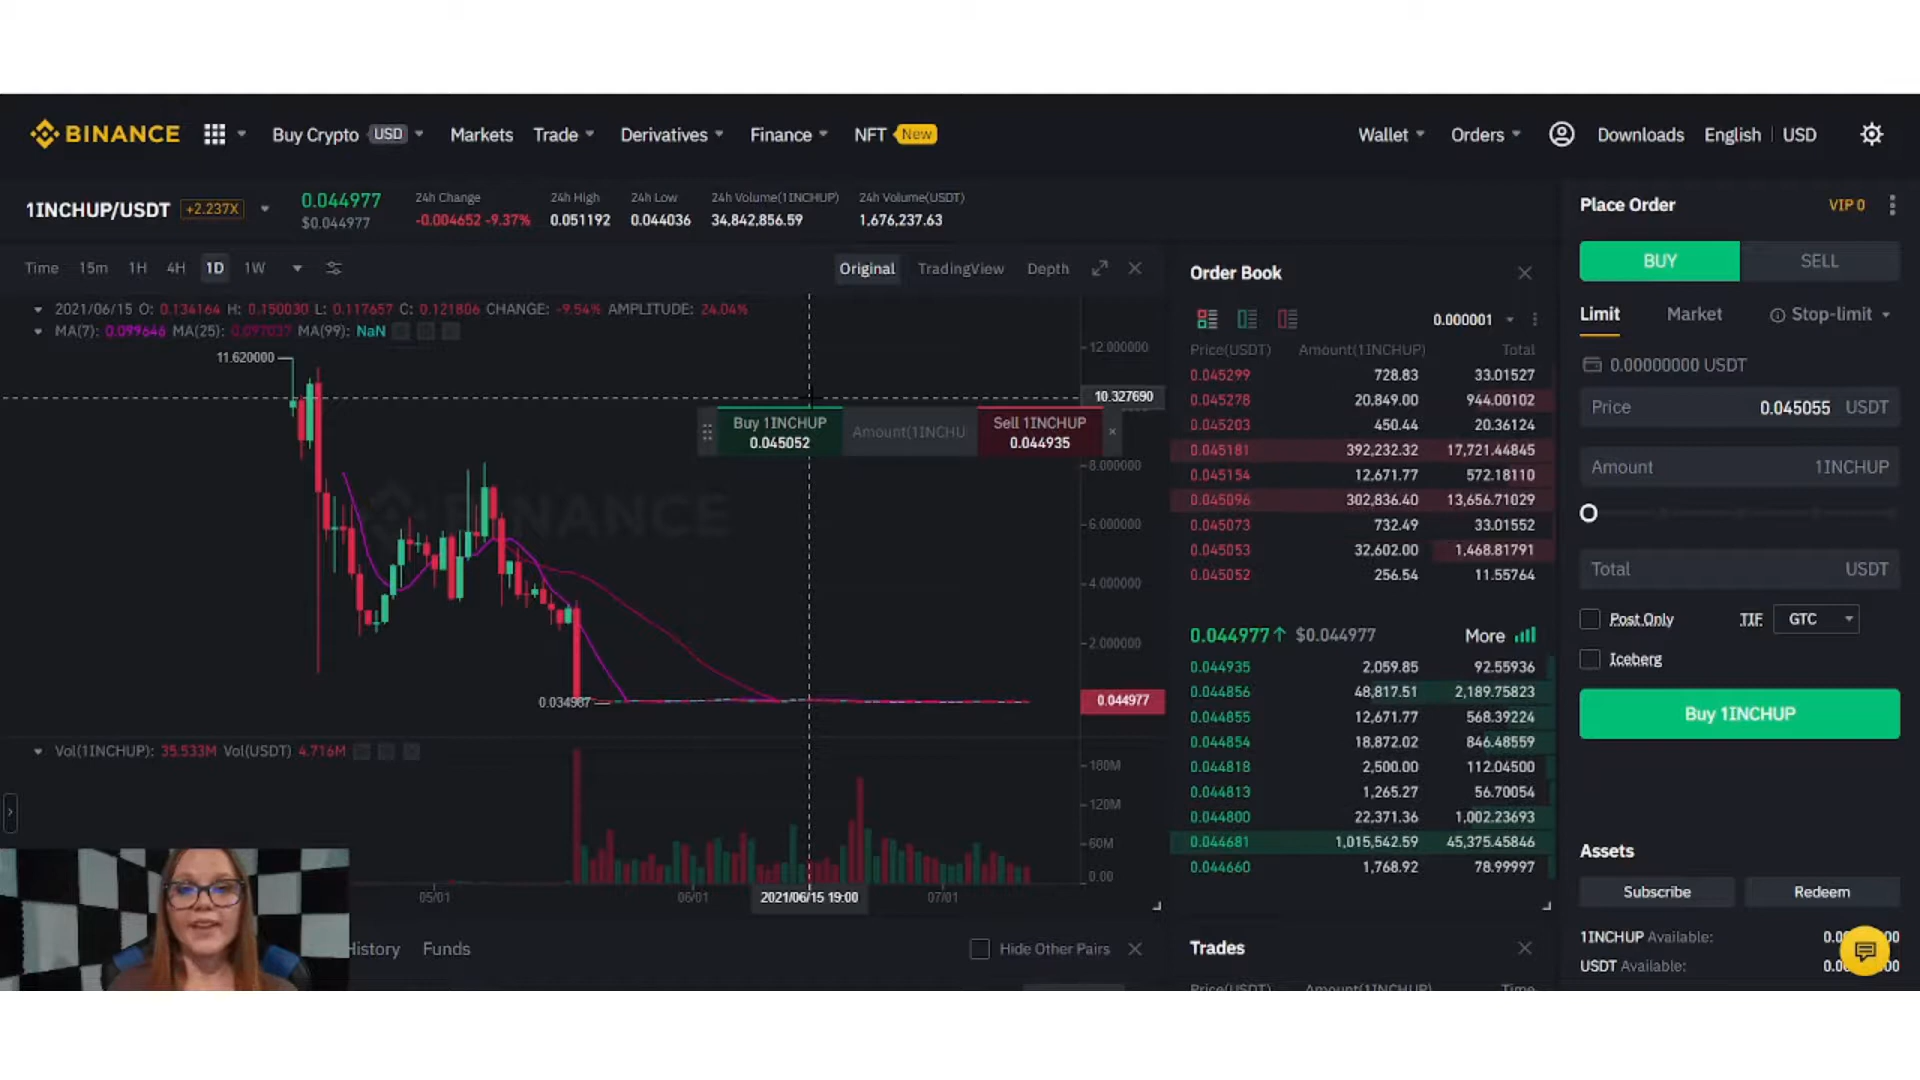 BINANCE Buy Crypto USD Markets Trade Derivatives Finance NFT New Wallet Orders Downloads English USD
1INCHUP/USDT +2.237X
0.044977
$0.044977
24h Change
-0.004652 -9.37%
24h High
0.051192
24h Low
0.044036
24h Volume(1INCHUP)
34,842,856.59
24h Volume(USDT)
1,676,237.63
Time 15m 1H 4H 1D 1W
Original TradingView Depth
2021/06/15 O: 0.134164 H: 0.150030 L: 0.117657 C: 0.121806 CHANGE: -9.54% AMPLITUDE: 24.04%
MA(7): 0.099646 MA(25): 0.097037 MA(99): NaN
11.620000
12.000000
10.327690
Buy 1INCHUP
0.045052
Amount(1INCHU
Sell 1INCHUP
0.044935
8.000000
BINANCE
6.000000
4.000000
2.000000
0.034987
0.044977
Vol(1INCHUP): 35.533M Vol(USDT) 4.716M
180M
120M
60M
0.00
05/01 06/01 2021/06/15 19:00 07/01
History Funds
Hide Other Pairs
Order Book
0.000001
Price(USDT) Amount(1INCHUP) Total
0.045299 728.83 33.01527
0.045278 20,849.00 944.00102
0.045203 450.44 20.36124
0.045181 392,232.32 17,721.44845
0.045154 12,671.77 572.18110
0.045096 302,836.40 13,656.71029
0.045073 732.49 33.01552
0.045053 32,602.00 1,468.81791
0.045052 256.54 11.55764
0.044977↑ $0.044977 More
0.044935 2,059.85 92.55936
0.044856 48,817.51 2,189.75823
0.044855 12,671.77 568.39224
0.044854 18,872.02 846.48559
0.044818 2,500.00 112.04500
0.044813 1,265.27 56.70054
0.044800 22,371.36 1,002.23693
0.044681 1,015,542.59 45,375.45846
0.044660 1,768.92 78.99997
Trades
Price(USDT) Amount(1INCHUP) Time
Place Order VIP 0
BUY SELL
Limit Market Stop-limit
0.00000000 USDT
Price 0.045055 USDT
Amount 1INCHUP
Total USDT
Post Only TIF GTC
Iceberg
Buy 1INCHUP
Assets
Subscribe Redeem
1INCHUP Available:
USDT Available: